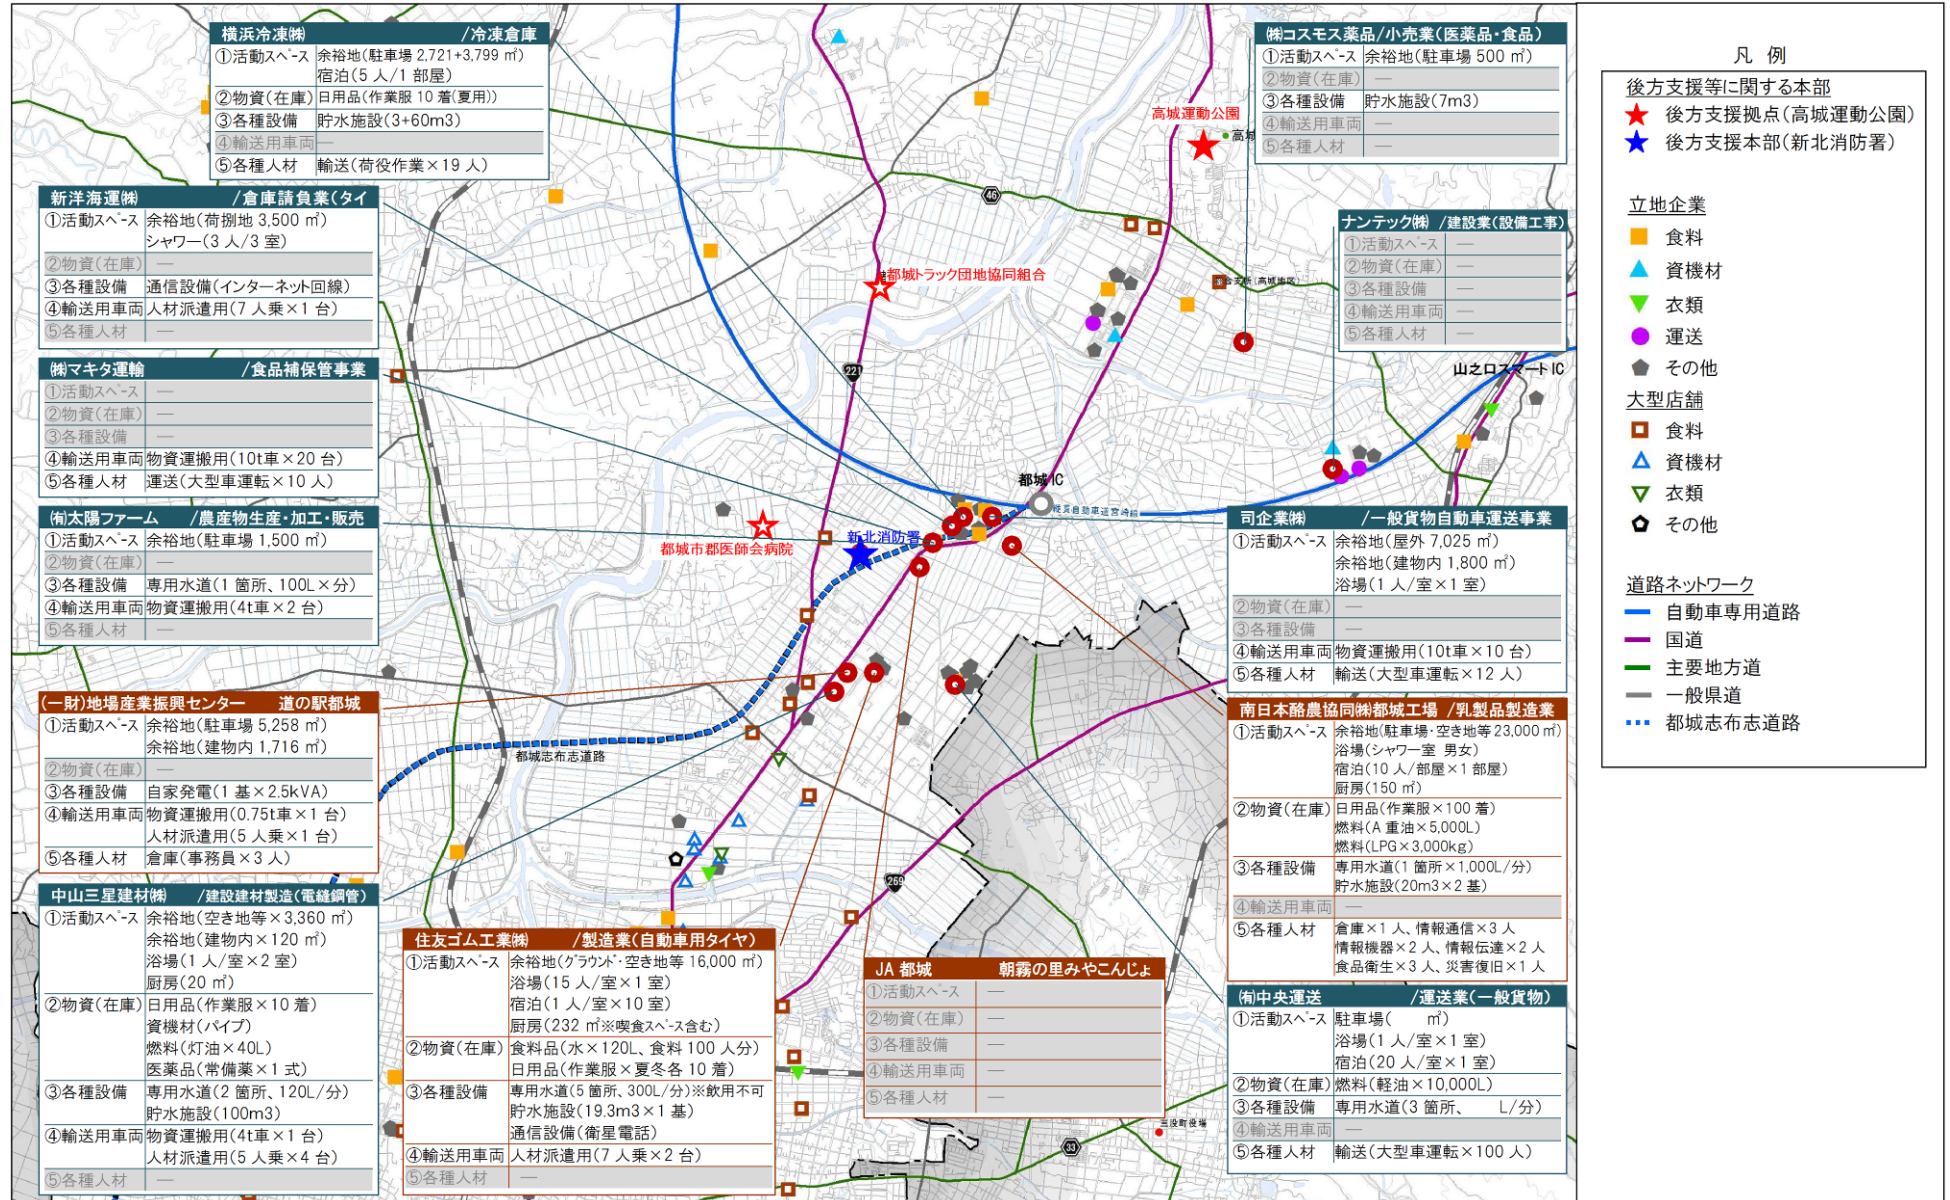 横浜冷凍㈱ /冷凍倉庫
①活動スペース 余裕地(駐車場 2,721+3,799 ㎡)
宿泊(5 人/1 部屋)
②物資(在庫) 日用品(作業服 10 着(夏用))
③各種設備 貯水施設(3+60m3)
④輸送用車両 —
⑤各種人材 輸送(荷役作業×19 人)
新洋海運㈱ /倉庫請負業(タイ
①活動スペース 余裕地(荷捌地 3,500 ㎡)
シャワー(3 人/3 室)
②物資(在庫) —
③各種設備 通信設備(インターネット回線)
④輸送用車両 人材派遣用(7 人乗×1 台)
⑤各種人材 —
㈱マキタ運輸 /食品補保管事業
①活動スペース —
②物資(在庫) —
③各種設備 —
④輸送用車両 物資運搬用(10t車×20 台)
⑤各種人材 運送(大型車運転×10 人)
㈲太陽ファーム /農産物生産・加工・販売
①活動スペース 余裕地(駐車場 1,500 ㎡)
②物資(在庫) —
③各種設備 専用水道(1 箇所、100L×分)
④輸送用車両 物資運搬用(4t車×2 台)
⑤各種人材 —
(一財)地場産業振興センター 道の駅都城
①活動スペース 余裕地(駐車場 5,258 ㎡)
余裕地(建物内 1,716 ㎡)
②物資(在庫) —
③各種設備 自家発電(1 基×2.5kVA)
④輸送用車両 物資運搬用(0.75t車×1 台)
人材派遣用(5 人乗×1 台)
⑤各種人材 倉庫(事務員×3 人)
中山三星建材㈱ /建設建材製造(電縫鋼管)
①活動スペース 余裕地(空き地等×3,360 ㎡)
余裕地(建物内×120 ㎡)
浴場(1 人/室×2 室)
厨房(20 ㎡)
②物資(在庫) 日用品(作業服×10 着)
資機材(パイプ)
燃料(灯油×40L)
医薬品(常備薬×1 式)
③各種設備 専用水道(2 箇所、120L/分)
貯水施設(100m3)
④輸送用車両 物資運搬用(4t車×1 台)
人材派遣用(5 人乗×4 台)
⑤各種人材 —
住友ゴム工業㈱ /製造業(自動車用タイヤ)
①活動スペース 余裕地(グラウンド・空き地等 16,000 ㎡)
浴場(15 人/室×1 室)
宿泊(1 人/室×10 室)
厨房(232 ㎡※喫食スペース含む)
②物資(在庫) 食料品(水×120L、食料 100 人分)
日用品(作業服×夏冬各 10 着)
③各種設備 専用水道(5 箇所、300L/分)※飲用不可
貯水施設(19.3m3×1 基)
通信設備(衛星電話)
④輸送用車両 人材派遣用(7 人乗×2 台)
⑤各種人材 —
JA 都城 朝霧の里みやこんじょ
①活動スペース —
②物資(在庫) —
③各種設備 —
④輸送用車両 —
⑤各種人材 —
㈱コスモス薬品/小売業(医薬品・食品)
①活動スペース 余裕地(駐車場 500 ㎡)
②物資(在庫) —
③各種設備 貯水施設(7m3)
④輸送用車両 —
⑤各種人材 —
ナンテック㈱ /建設業(設備工事)
①活動スペース —
②物資(在庫) —
③各種設備 —
④輸送用車両 —
⑤各種人材 —
司企業㈱ /一般貨物自動車運送事業
①活動スペース 余裕地(屋外 7,025 ㎡)
余裕地(建物内 1,800 ㎡)
浴場(1 人/室×1 室)
②物資(在庫) —
③各種設備 —
④輸送用車両 物資運搬用(10t車×10 台)
⑤各種人材 輸送(大型車運転×12 人)
南日本酪農協同㈱都城工場 /乳製品製造業
①活動スペース 余裕地(駐車場・空き地等 23,000 ㎡)
浴場(シャワー室 男女)
宿泊(10 人/部屋×1 部屋)
厨房(150 ㎡)
②物資(在庫) 日用品(作業服×100 着)
燃料(A 重油×5,000L)
燃料(LPG×3,000kg)
③各種設備 専用水道(1 箇所×1,000L/分)
貯水施設(20m3×2 基)
④輸送用車両 —
⑤各種人材 倉庫×1 人、情報通信×3 人
情報機器×2 人、情報伝達×2 人
食品衛生×3 人、災害復旧×1 人
㈲中央運送 /運送業(一般貨物)
①活動スペース 駐車場( ㎡)
浴場(1 人/室×1 室)
宿泊(20 人/室×1 室)
②物資(在庫) 燃料(軽油×10,000L)
③各種設備 専用水道(3 箇所、 L/分)
④輸送用車両 —
⑤各種人材 輸送(大型車運転×100 人)
高城運動公園
高城
46
都城トラック団地協同組合
総合支所(高城地区)
221
山之口スマートIC
都城 IC
縦貫自動車道宮崎線
新北消防署
都城市郡医師会病院
都城志布志道路
269
三股町役場
33
凡 例
後方支援等に関する本部
後方支援拠点(高城運動公園)
後方支援本部(新北消防署)
立地企業
食料
資機材
衣類
運送
その他
大型店舗
食料
資機材
衣類
その他
道路ネットワーク
自動車専用道路
国道
主要地方道
一般県道
都城志布志道路